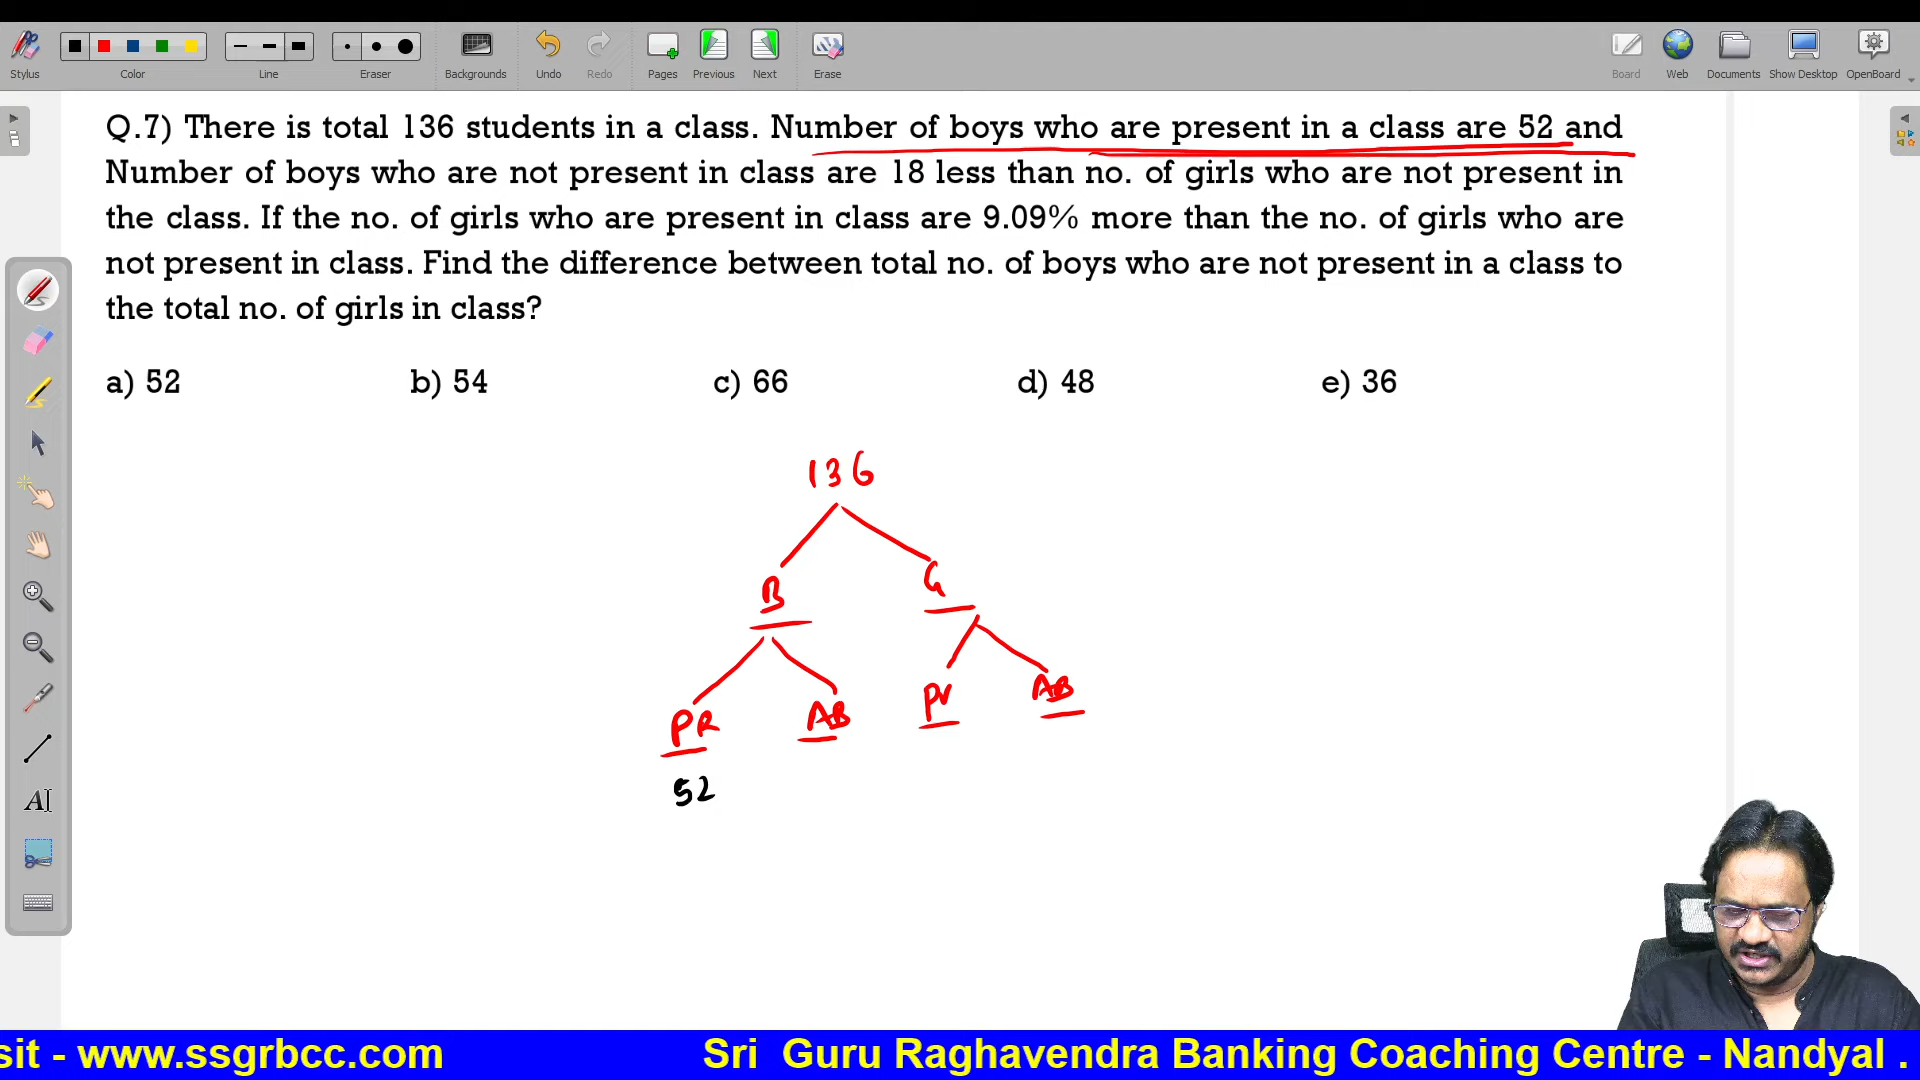 Stylus
Color
Line
Eraser
Backgrounds
Undo
Redo
Pages
Previous
Next
Erase
Board
Web
Documents
Show Desktop
OpenBoard
Q.7) There is total 136 students in a class. Number of boys who are present in a class are 52 and
Number of boys who are not present in class are 18 less than no. of girls who are not present in
the class. If the no. of girls who are present in class are 9.09% more than the no. of girls who are
not present in class. Find the difference between total no. of boys who are not present in a class to
the total no. of girls in class?
a) 52 b) 54 c) 66 d) 48 e) 36
136
B G
PR AB Pr AB
52
sit - www.ssgrbcc.com Sri Guru Raghavendra Banking Coaching Centre - Nandyal .